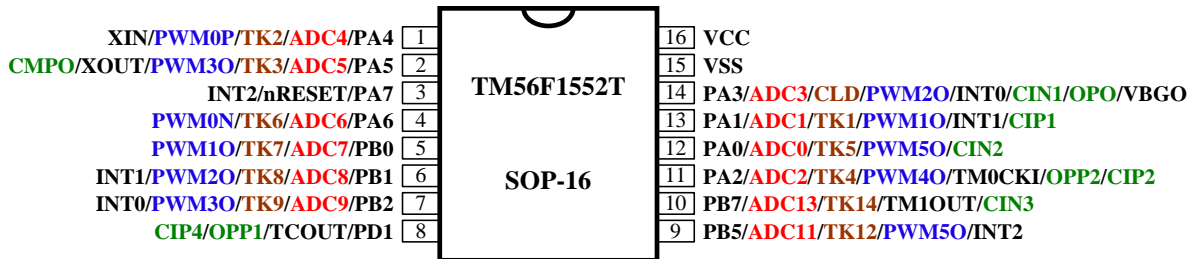 XIN/PWM0P/TK2/ADC4/PA4 1 16 VCC
CMPO/XOUT/PWM3O/TK3/ADC5/PA5 2 15 VSS
INT2/nRESET/PA7 3 TM56F1552T 14 PA3/ADC3/CLD/PWM2O/INT0/CIN1/OPO/VBGO
PWM0N/TK6/ADC6/PA6 4 13 PA1/ADC1/TK1/PWM1O/INT1/CIP1
PWM1O/TK7/ADC7/PB0 5 12 PA0/ADC0/TK5/PWM5O/CIN2
INT1/PWM2O/TK8/ADC8/PB1 6 SOP-16 11 PA2/ADC2/TK4/PWM4O/TM0CKI/OPP2/CIP2
INT0/PWM3O/TK9/ADC9/PB2 7 10 PB7/ADC13/TK14/TM1OUT/CIN3
CIP4/OPP1/TCOUT/PD1 8 9 PB5/ADC11/TK12/PWM5O/INT2